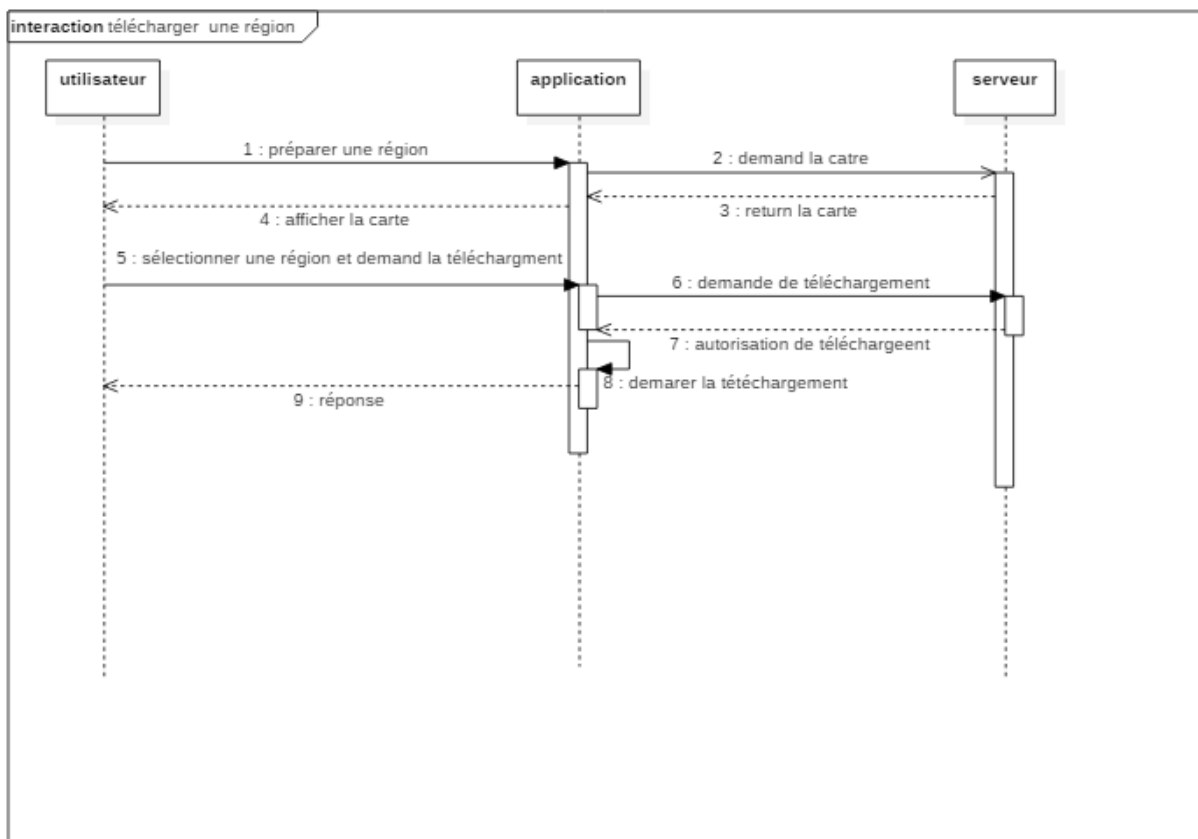 interaction télécharger une région
utilisateur
application
serveur
1 : préparer une région
2 : demand la catre
3 : return la carte
4 : afficher la carte
5 : sélectionner une région et demand la téléchargment
6 : demande de téléchargement
7 : autorisation de téléchargeent
8 : demarer la tétéchargement
9 : réponse